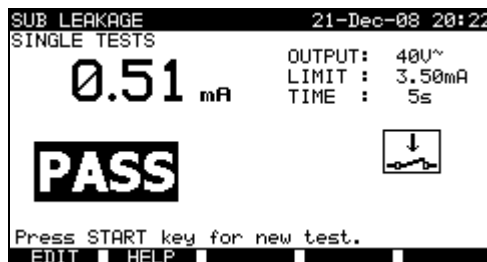 SUB LEAKAGE 21-Dec-08 20:22
SINGLE TESTS
0.51 mA
OUTPUT: 40V~
LIMIT : 3.50mA
TIME : 5s
PASS
Press START key for new test.
EDIT HELP